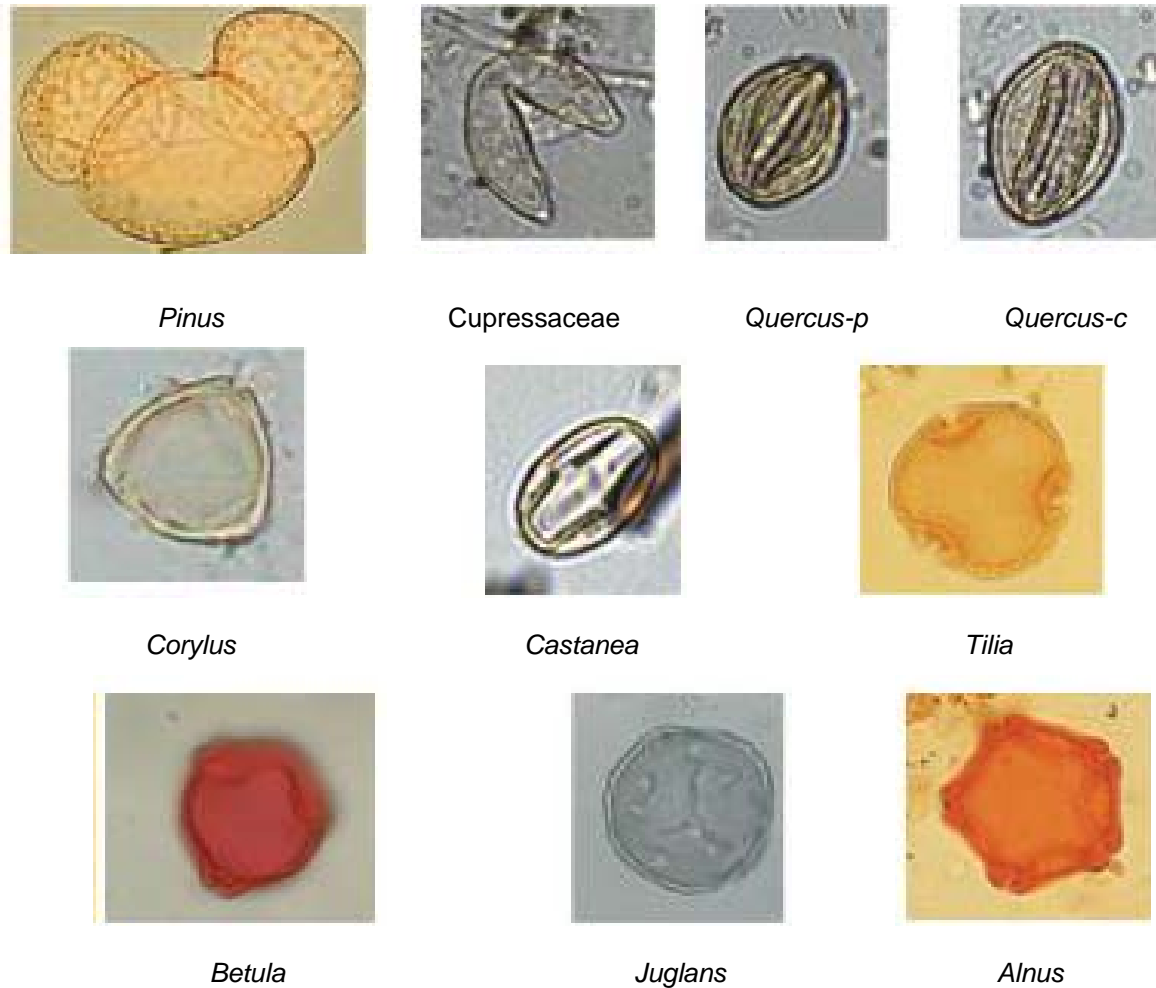 Pinus Cupressaceae Quercus-p Quercus-c
Corylus Castanea Tilia
Betula Juglans Alnus